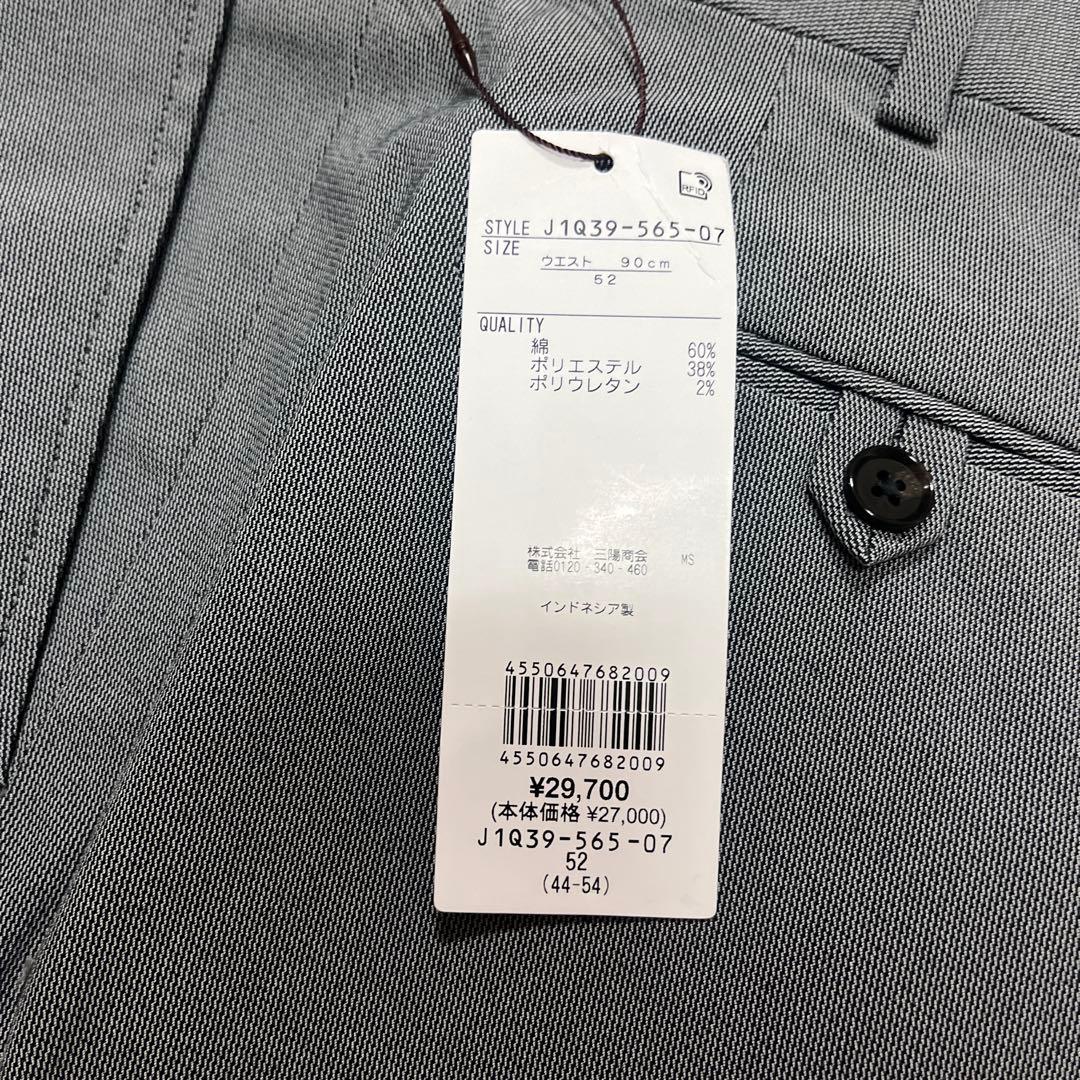 RFID
STYLE J1Q39-565-07
SIZE
ウエスト 90cm
52
QUALITY
綿 60%
ポリエステル 38%
ポリウレタン 2%
株式会社 三陽商会 MS
電話0120-340-460
インドネシア製
4550647682009
4550647682009
¥29,700
(本体価格 ¥27,000)
J1Q39-565-07
52
(44-54)